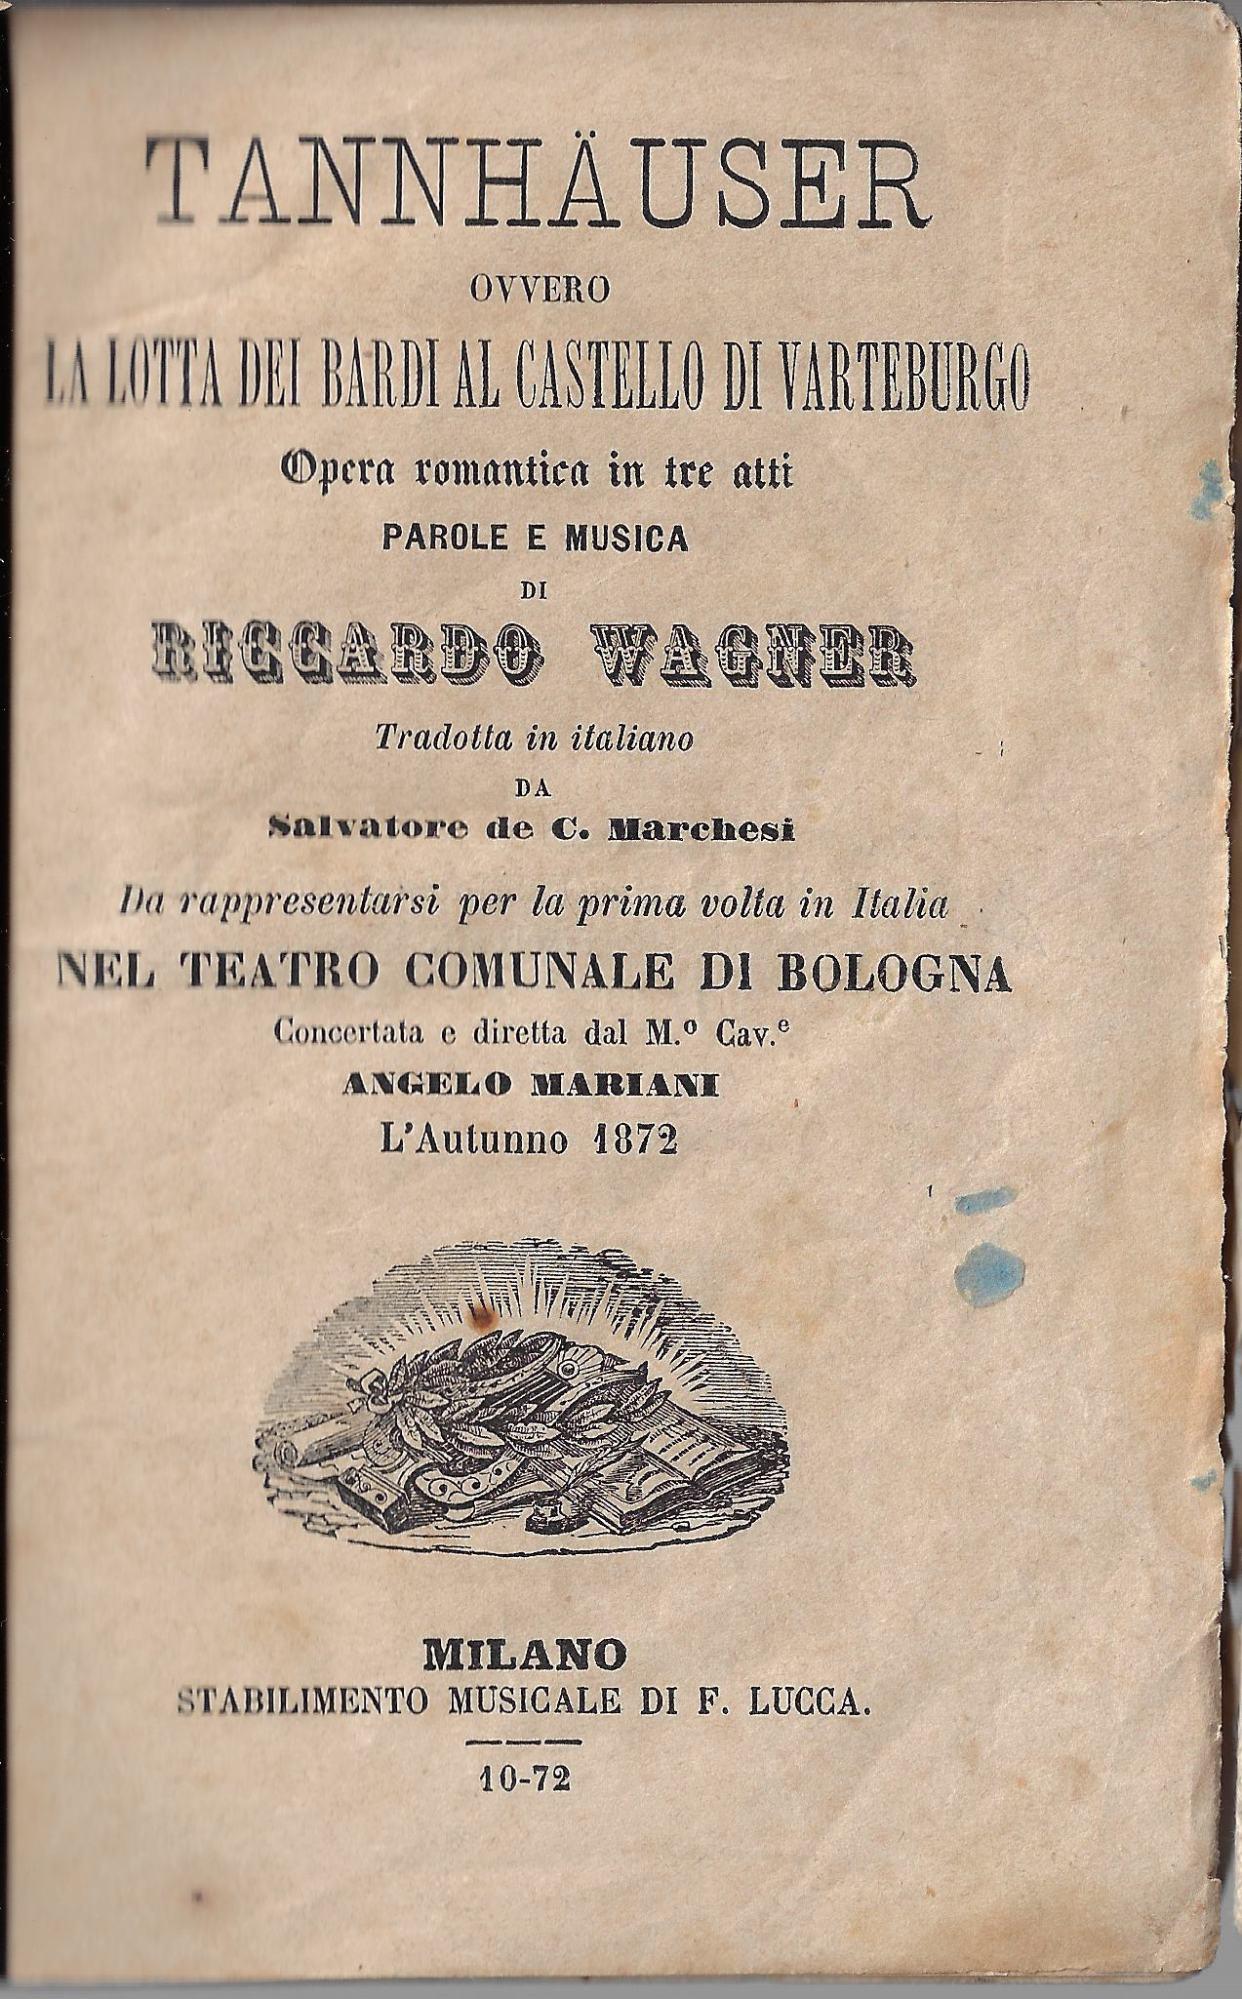 TANNHÄUSER
OVVERO
LA LOTTA DEI BARDI AL CASTELLO DI VARTEBURGO
Opera romantica in tre atti
PAROLE E MUSICA
DI
RICCARDO WAGNER
Tradotta in italiano
DA
Salvatore de C. Marchesi
Da rappresentarsi per la prima volta in Italia
NEL TEATRO COMUNALE DI BOLOGNA
Concertata e diretta dal M.º Cav.e
ANGELO MARIANI
L'Autunno 1872
MILANO
STABILIMENTO MUSICALE DI F. LUCCA.
10-72